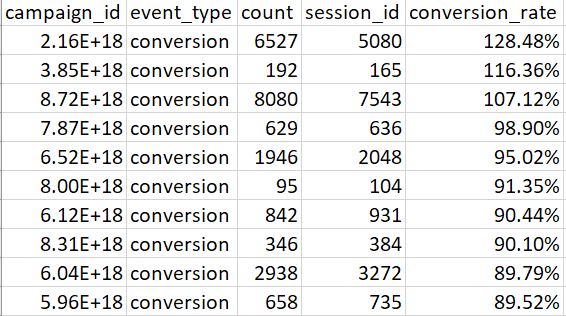 campaign_id event_type count session_id conversion_rate
2.16E+18 conversion 6527 5080 128.48%
3.85E+18 conversion 192 165 116.36%
8.72E+18 conversion 8080 7543 107.12%
7.87E+18 conversion 629 636 98.90%
6.52E+18 conversion 1946 2048 95.02%
8.00E+18 conversion 95 104 91.35%
6.12E+18 conversion 842 931 90.44%
8.31E+18 conversion 346 384 90.10%
6.04E+18 conversion 2938 3272 89.79%
5.96E+18 conversion 658 735 89.52%